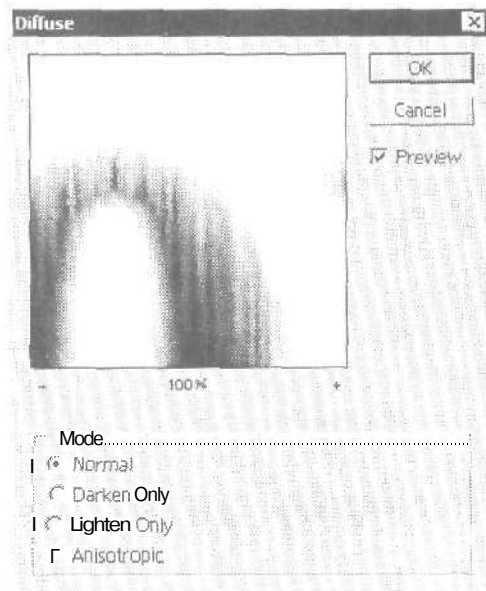 Diffuse
OK
Cancel
Preview
- 100% +
Mode
Normal
Darken Only
Lighten Only
Anisotropic